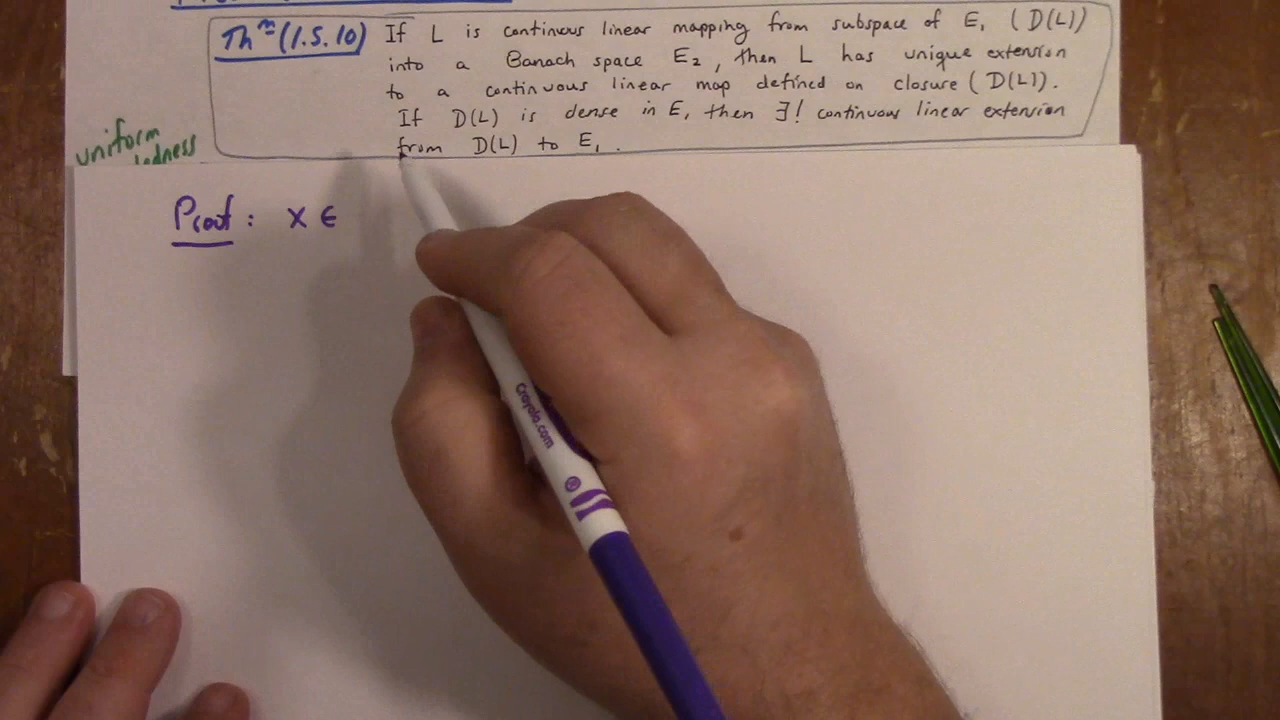 Th^m (1.5.10) If L is continuous linear mapping from subspace of E₁ (D(L))
into a Banach space E₂, then L has unique extension
to a continuous linear map defined on closure (D(L).
If D(L) is dense in E, then ∃! continuous linear extension
from D(L) to E₁.
uniform
Proof: x ∈
Crayola.com